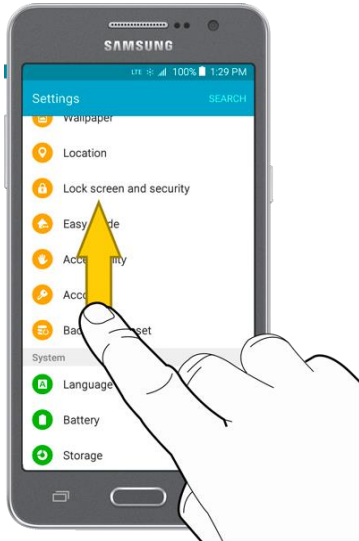 SAMSUNG
LTE 100% 1:29 PM
Settings SEARCH
Wallpaper
Location
Lock screen and security
System
Language
Battery
Storage